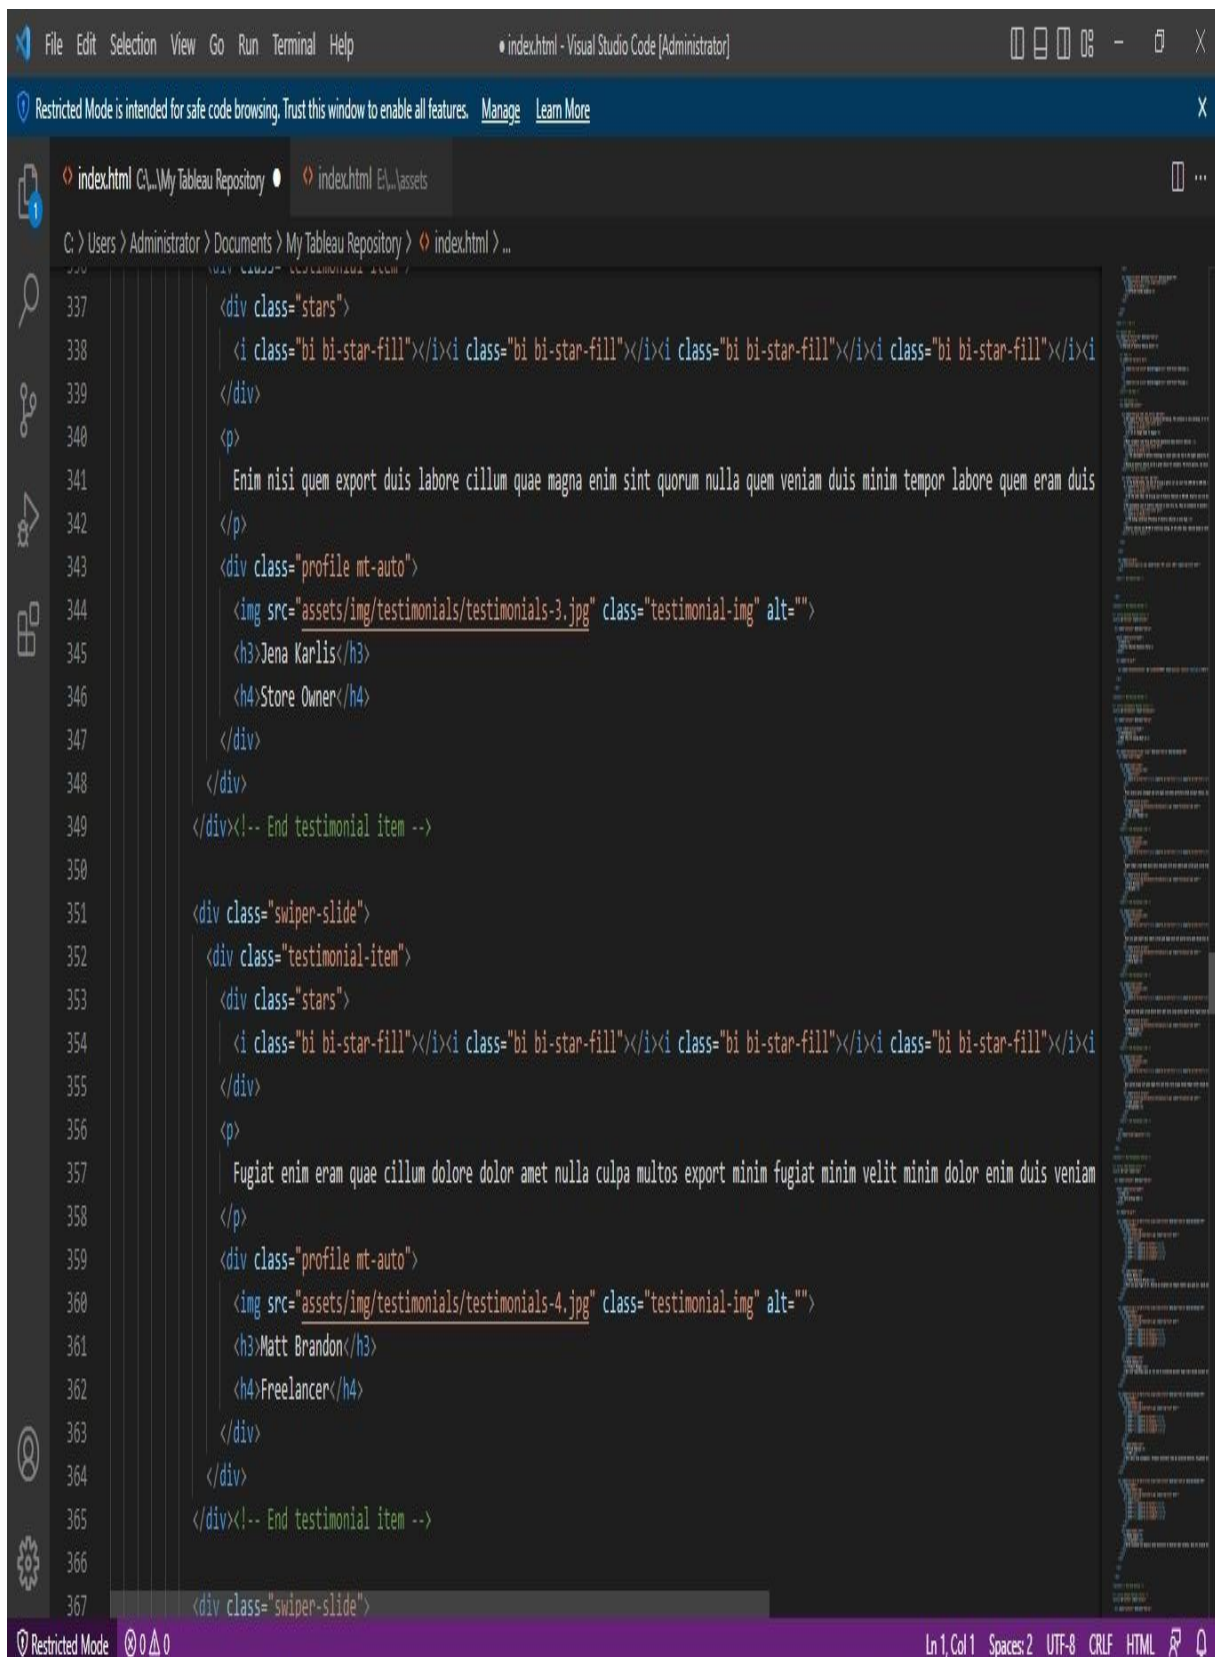 File Edit Selection View Go Run Terminal Help ● index.html - Visual Studio Code [Administrator]
Restricted Mode is intended for safe code browsing. Trust this window to enable all features. Manage Learn More
index.html C:\...\My Tableau Repository ● index.html E:\...\assets
1
C: > Users > Administrator > Documents > My Tableau Repository > index.html > ...
336 <div class="testimonial-item">
337 <div class="stars">
338 <i class="bi bi-star-fill"></i><i class="bi bi-star-fill"></i><i class="bi bi-star-fill"></i><i class="bi bi-star-fill"></i><i
339 </div>
340 <p>
341 Enim nisi quem export duis labore cillum quae magna enim sint quorum nulla quem veniam duis minim tempor labore quem eram duis
342 </p>
343 <div class="profile mt-auto">
344 <img src="assets/img/testimonials/testimonials-3.jpg" class="testimonial-img" alt="">
345 <h3>Jena Karlis</h3>
346 <h4>Store Owner</h4>
347 </div>
348 </div>
349 </div><!-- End testimonial item -->
350
351 <div class="swiper-slide">
352 <div class="testimonial-item">
353 <div class="stars">
354 <i class="bi bi-star-fill"></i><i class="bi bi-star-fill"></i><i class="bi bi-star-fill"></i><i class="bi bi-star-fill"></i><i
355 </div>
356 <p>
357 Fugiat enim eram quae cillum dolore dolor amet nulla culpa multos export minim fugiat minim velit minim dolor enim duis veniam
358 </p>
359 <div class="profile mt-auto">
360 <img src="assets/img/testimonials/testimonials-4.jpg" class="testimonial-img" alt="">
361 <h3>Matt Brandon</h3>
362 <h4>Freelancer</h4>
363 </div>
364 </div>
365 </div><!-- End testimonial item -->
366
367 <div class="swiper-slide">
Restricted Mode 0 0 Ln 1, Col 1 Spaces: 2 UTF-8 CRLF HTML